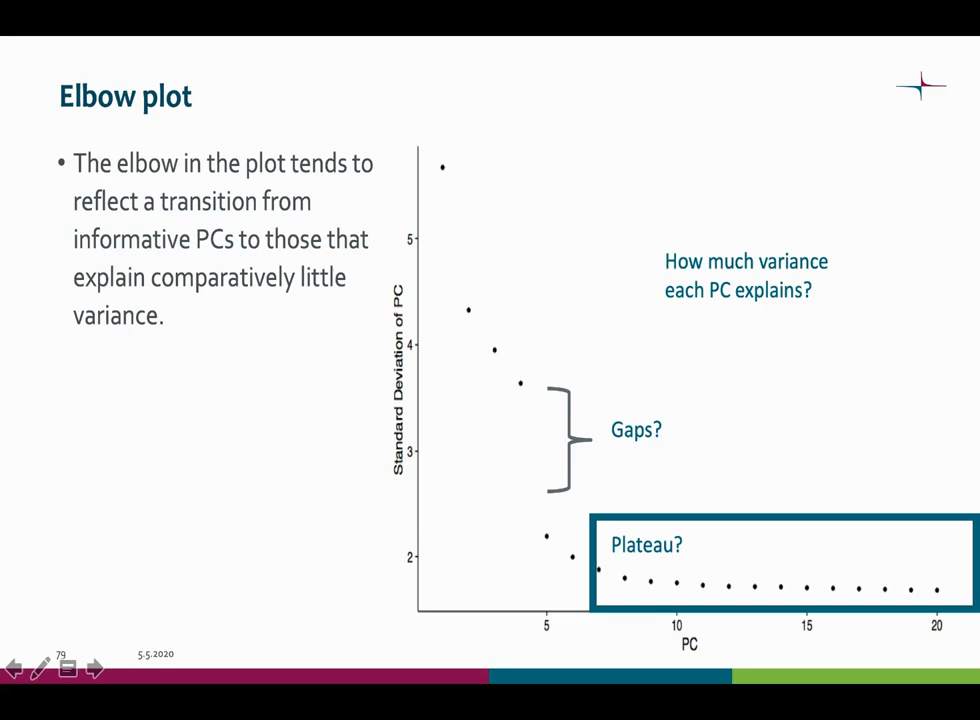 Elbow plot
• The elbow in the plot tends to
reflect a transition from
informative PCs to those that
explain comparatively little
variance.
How much variance
each PC explains?
Gaps?
Plateau?
Standard Deviation of PC
5
4
3
2
5
10
15
20
PC
79
5.5.2020